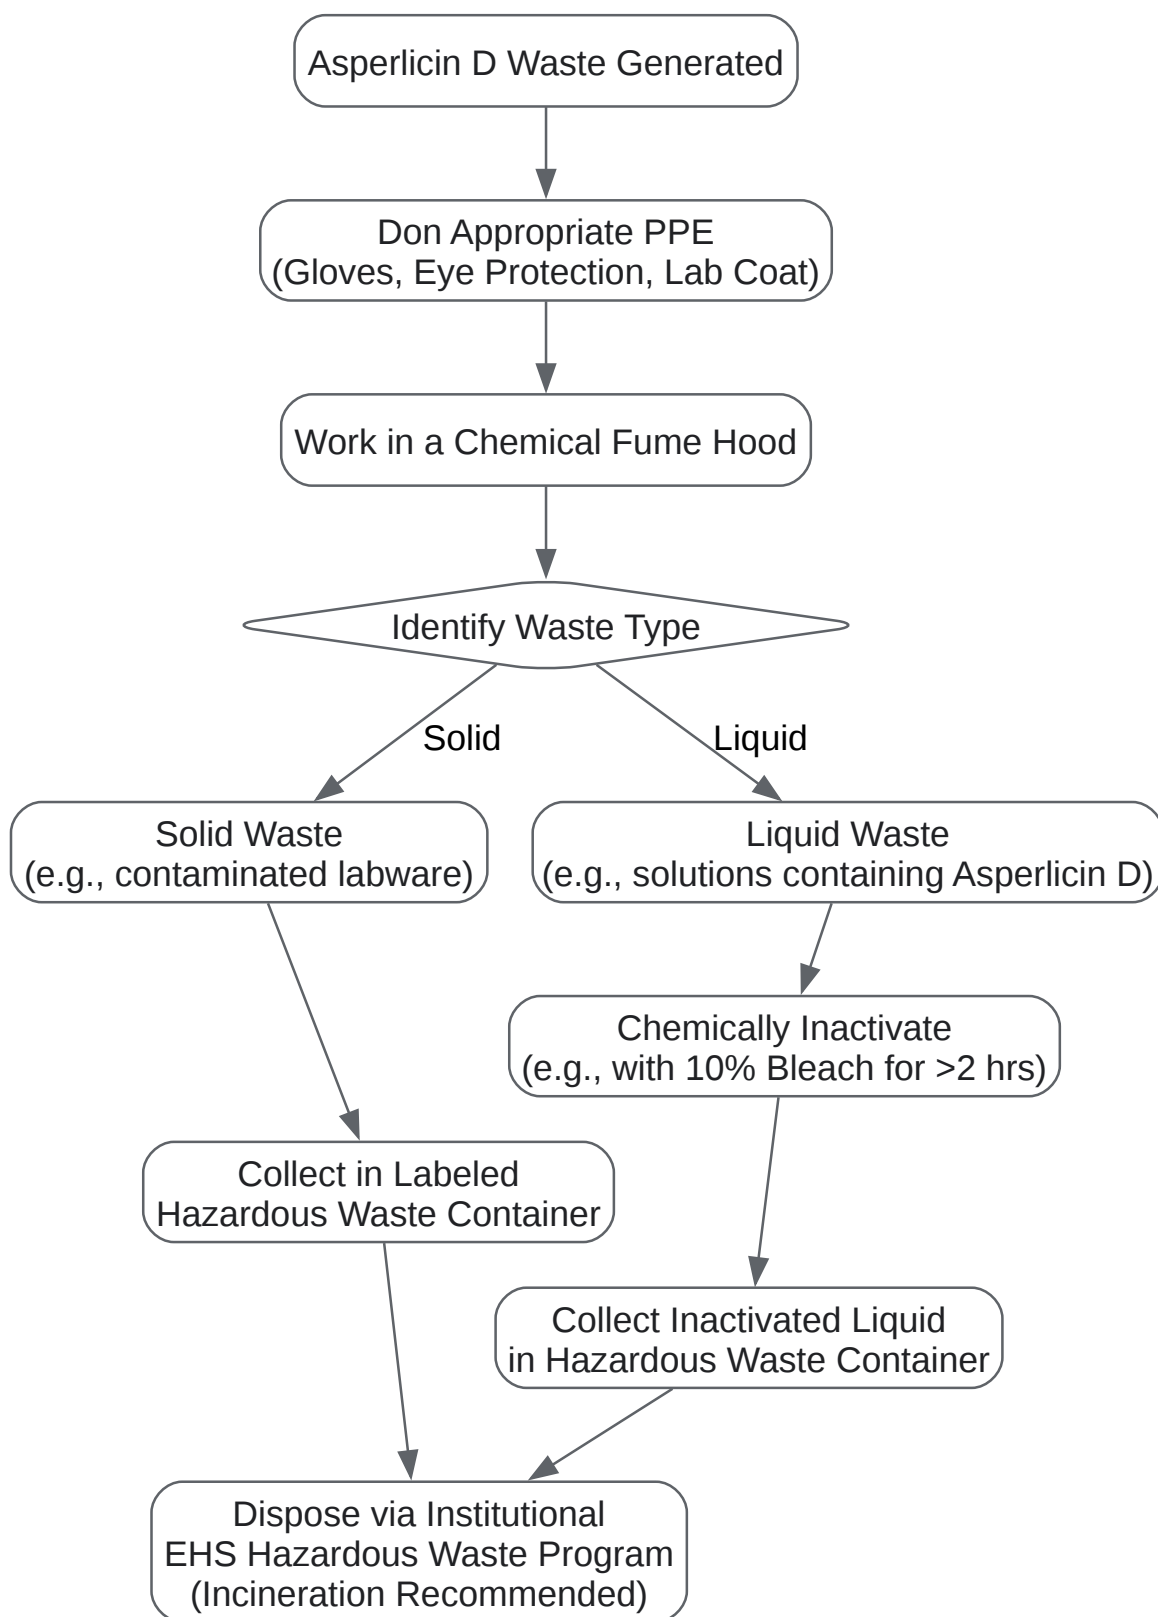 Asperlicin D Waste Generated
Don Appropriate PPE
(Gloves, Eye Protection, Lab Coat)
Work in a Chemical Fume Hood
Identify Waste Type
Solid
Liquid
Solid Waste
(e.g., contaminated labware)
Liquid Waste
(e.g., solutions containing Asperlicin D)
Chemically Inactivate
(e.g., with 10% Bleach for >2 hrs)
Collect in Labeled
Hazardous Waste Container
Collect Inactivated Liquid
in Hazardous Waste Container
Dispose via Institutional
EHS Hazardous Waste Program
(Incineration Recommended)